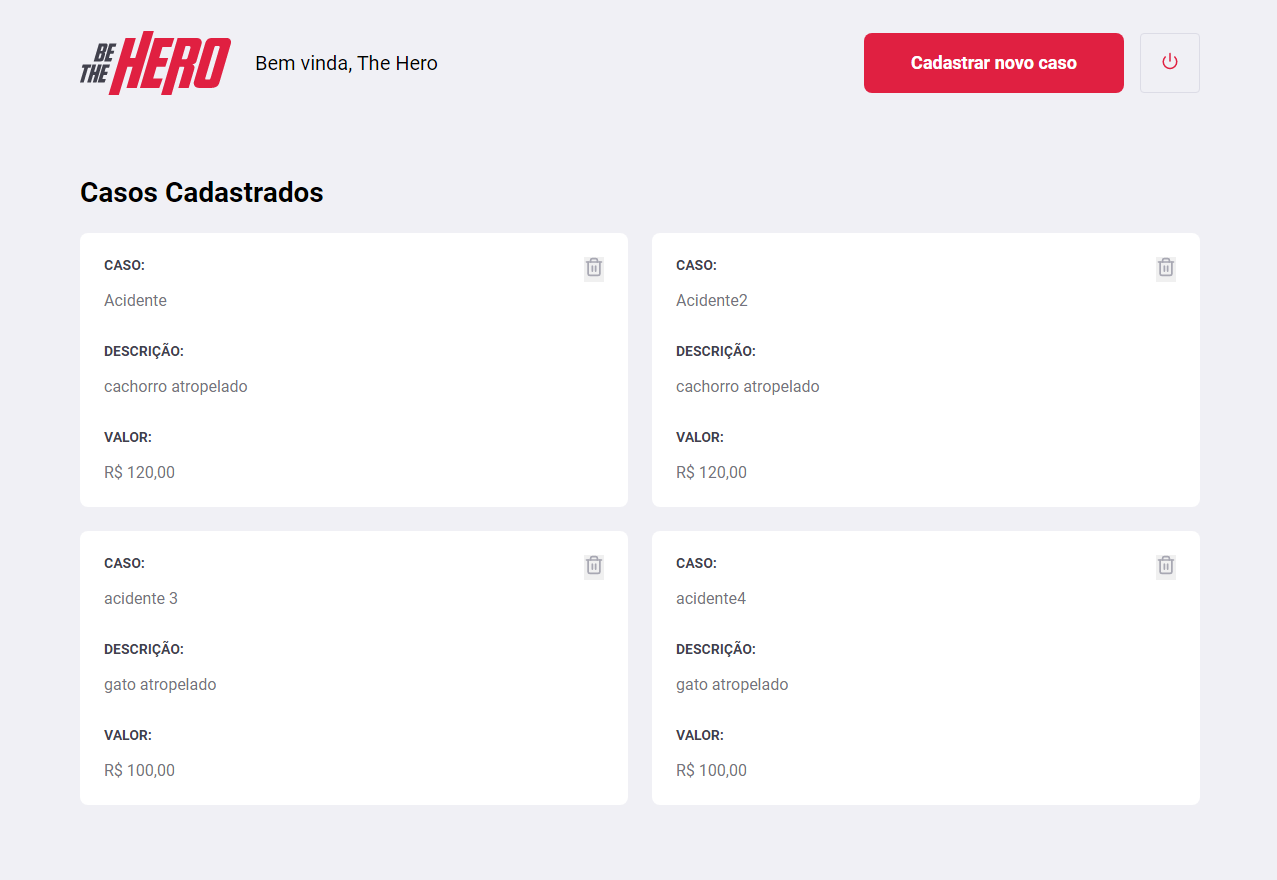 BE THE HERO
Bem vinda, The Hero
Cadastrar novo caso
Casos Cadastrados
CASO:
Acidente
DESCRIÇÃO:
cachorro atropelado
VALOR:
R$ 120,00
CASO:
Acidente2
DESCRIÇÃO:
cachorro atropelado
VALOR:
R$ 120,00
CASO:
acidente 3
DESCRIÇÃO:
gato atropelado
VALOR:
R$ 100,00
CASO:
acidente4
DESCRIÇÃO:
gato atropelado
VALOR:
R$ 100,00